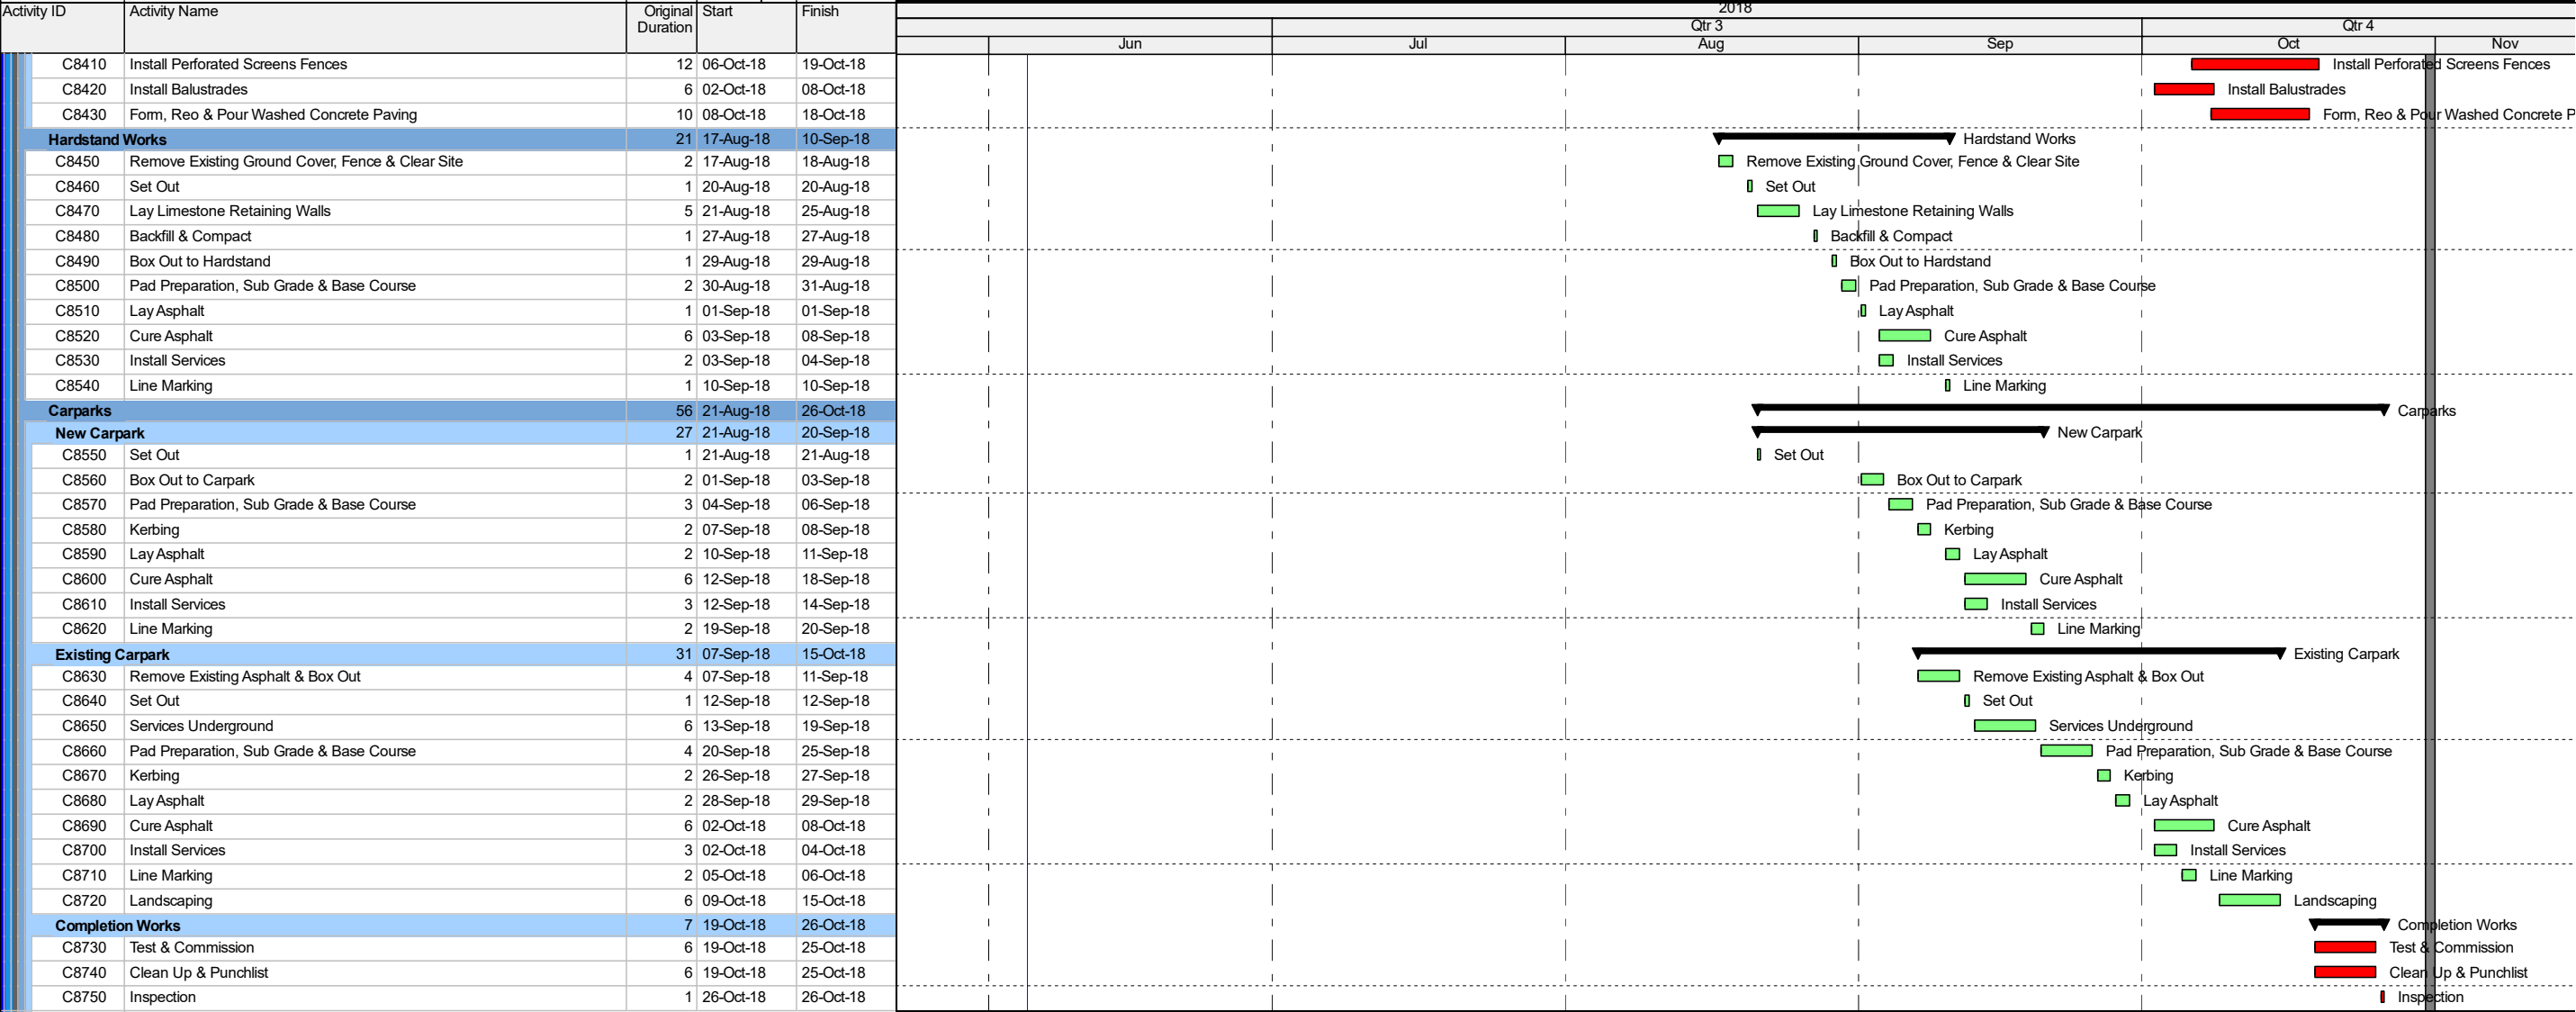 Activity ID Activity Name Original Duration Start Finish
2018
Qtr 3 Qtr 4
Jun Jul Aug Sep Oct Nov
C8410 Install Perforated Screens Fences 12 06-Oct-18 19-Oct-18 Install Perforated Screens Fences
C8420 Install Balustrades 6 02-Oct-18 08-Oct-18 Install Balustrades
C8430 Form, Reo & Pour Washed Concrete Paving 10 08-Oct-18 18-Oct-18 Form, Reo & Pour Washed Concrete P
Hardstand Works 21 17-Aug-18 10-Sep-18 Hardstand Works
C8450 Remove Existing Ground Cover, Fence & Clear Site 2 17-Aug-18 18-Aug-18 Remove Existing Ground Cover, Fence & Clear Site
C8460 Set Out 1 20-Aug-18 20-Aug-18 Set Out
C8470 Lay Limestone Retaining Walls 5 21-Aug-18 25-Aug-18 Lay Limestone Retaining Walls
C8480 Backfill & Compact 1 27-Aug-18 27-Aug-18 Backfill & Compact
C8490 Box Out to Hardstand 1 29-Aug-18 29-Aug-18 Box Out to Hardstand
C8500 Pad Preparation, Sub Grade & Base Course 2 30-Aug-18 31-Aug-18 Pad Preparation, Sub Grade & Base Course
C8510 Lay Asphalt 1 01-Sep-18 01-Sep-18 Lay Asphalt
C8520 Cure Asphalt 6 03-Sep-18 08-Sep-18 Cure Asphalt
C8530 Install Services 2 03-Sep-18 04-Sep-18 Install Services
C8540 Line Marking 1 10-Sep-18 10-Sep-18 Line Marking
Carparks 56 21-Aug-18 26-Oct-18 Carparks
New Carpark 27 21-Aug-18 20-Sep-18 New Carpark
C8550 Set Out 1 21-Aug-18 21-Aug-18 Set Out
C8560 Box Out to Carpark 2 01-Sep-18 03-Sep-18 Box Out to Carpark
C8570 Pad Preparation, Sub Grade & Base Course 3 04-Sep-18 06-Sep-18 Pad Preparation, Sub Grade & Base Course
C8580 Kerbing 2 07-Sep-18 08-Sep-18 Kerbing
C8590 Lay Asphalt 2 10-Sep-18 11-Sep-18 Lay Asphalt
C8600 Cure Asphalt 6 12-Sep-18 18-Sep-18 Cure Asphalt
C8610 Install Services 3 12-Sep-18 14-Sep-18 Install Services
C8620 Line Marking 2 19-Sep-18 20-Sep-18 Line Marking
Existing Carpark 31 07-Sep-18 15-Oct-18 Existing Carpark
C8630 Remove Existing Asphalt & Box Out 4 07-Sep-18 11-Sep-18 Remove Existing Asphalt & Box Out
C8640 Set Out 1 12-Sep-18 12-Sep-18 Set Out
C8650 Services Underground 6 13-Sep-18 19-Sep-18 Services Underground
C8660 Pad Preparation, Sub Grade & Base Course 4 20-Sep-18 25-Sep-18 Pad Preparation, Sub Grade & Base Course
C8670 Kerbing 2 26-Sep-18 27-Sep-18 Kerbing
C8680 Lay Asphalt 2 28-Sep-18 29-Sep-18 Lay Asphalt
C8690 Cure Asphalt 6 02-Oct-18 08-Oct-18 Cure Asphalt
C8700 Install Services 3 02-Oct-18 04-Oct-18 Install Services
C8710 Line Marking 2 05-Oct-18 06-Oct-18 Line Marking
C8720 Landscaping 6 09-Oct-18 15-Oct-18 Landscaping
Completion Works 7 19-Oct-18 26-Oct-18 Completion Works
C8730 Test & Commission 6 19-Oct-18 25-Oct-18 Test & Commission
C8740 Clean Up & Punchlist 6 19-Oct-18 25-Oct-18 Clean Up & Punchlist
C8750 Inspection 1 26-Oct-18 26-Oct-18 Inspection